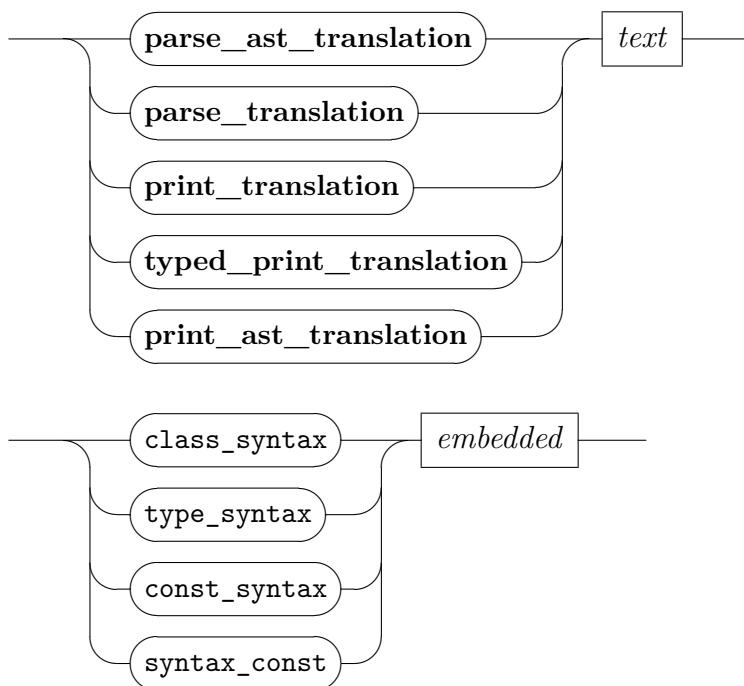 parse_ast_translation text
parse_translation
print_translation
typed_print_translation
print_ast_translation
class_syntax embedded
type_syntax
const_syntax
syntax_const